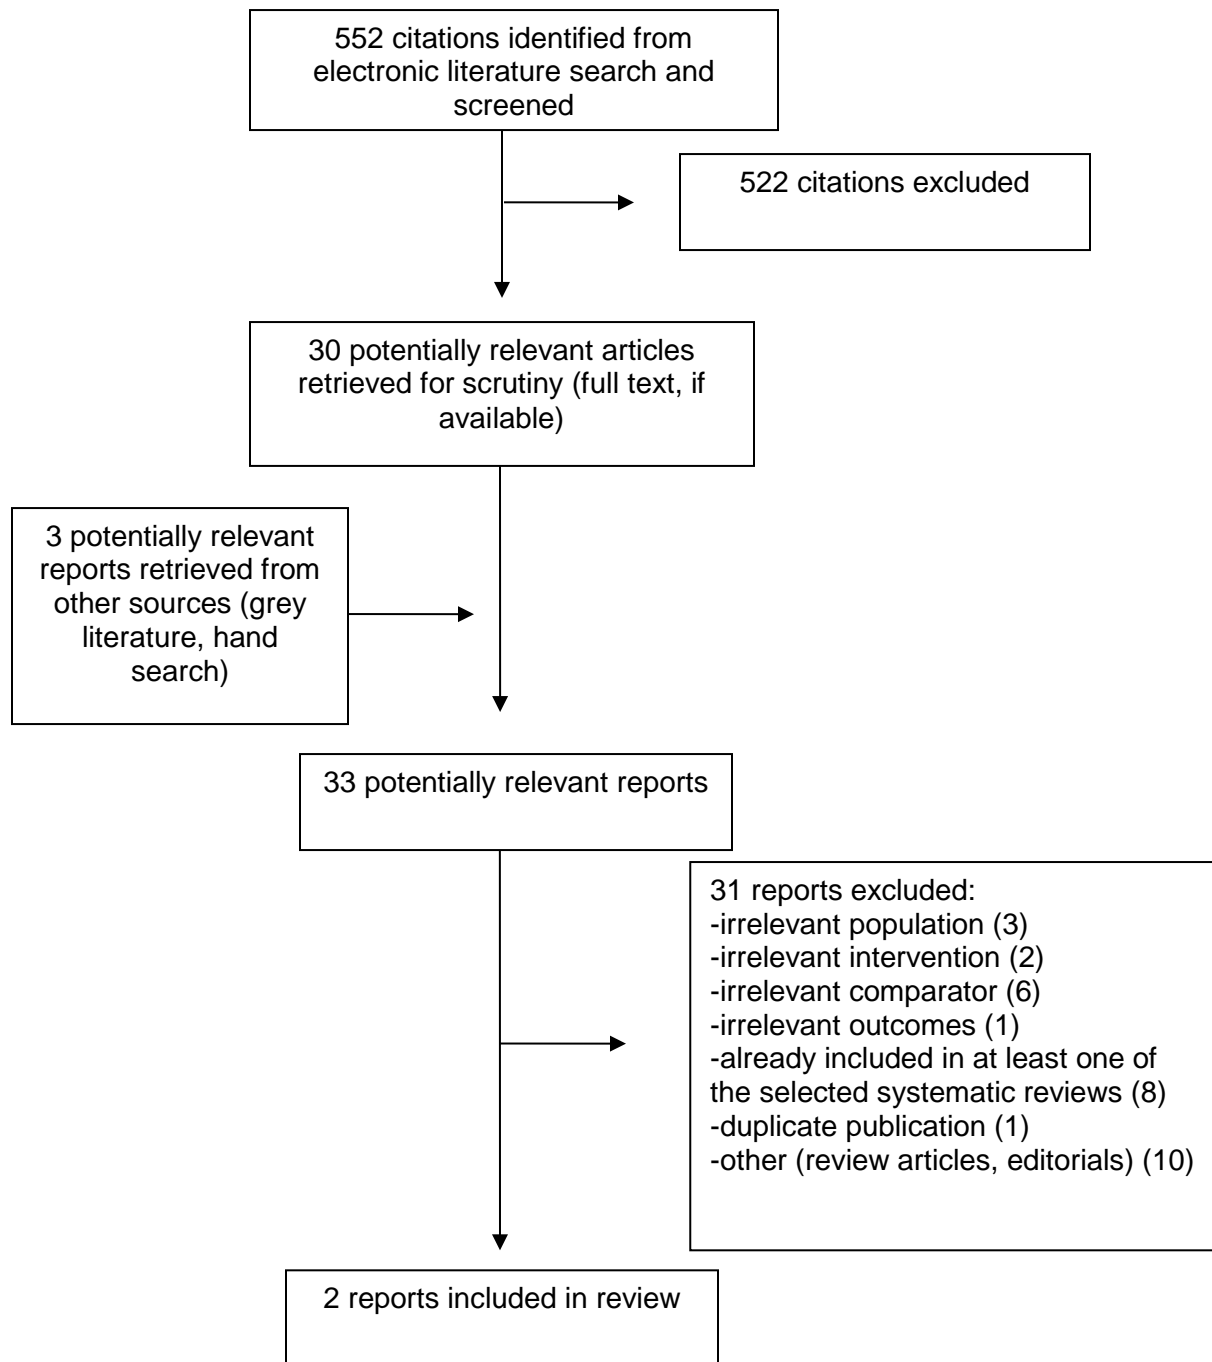 552 citations identified from
electronic literature search and
screened
522 citations excluded
30 potentially relevant articles
retrieved for scrutiny (full text, if
available)
3 potentially relevant
reports retrieved from
other sources (grey
literature, hand
search)
33 potentially relevant reports
31 reports excluded:
-irrelevant population (3)
-irrelevant intervention (2)
-irrelevant comparator (6)
-irrelevant outcomes (1)
-already included in at least one of
the selected systematic reviews (8)
-duplicate publication (1)
-other (review articles, editorials) (10)
2 reports included in review